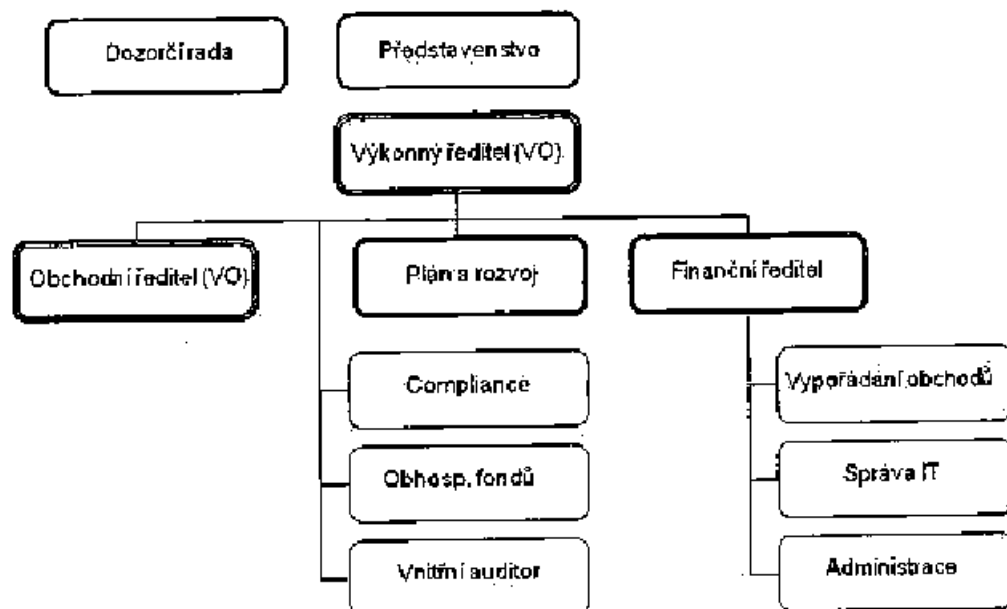 Dozorčí rada
Představenstvo
Výkonný ředitel (VO)
Obchodní ředitel (VO)
Plán a rozvoj
Finanční ředitel
Compliance
Vypořádání obchodů
Obhosp. fondů
Správa IT
Vnitřní auditor
Administrace